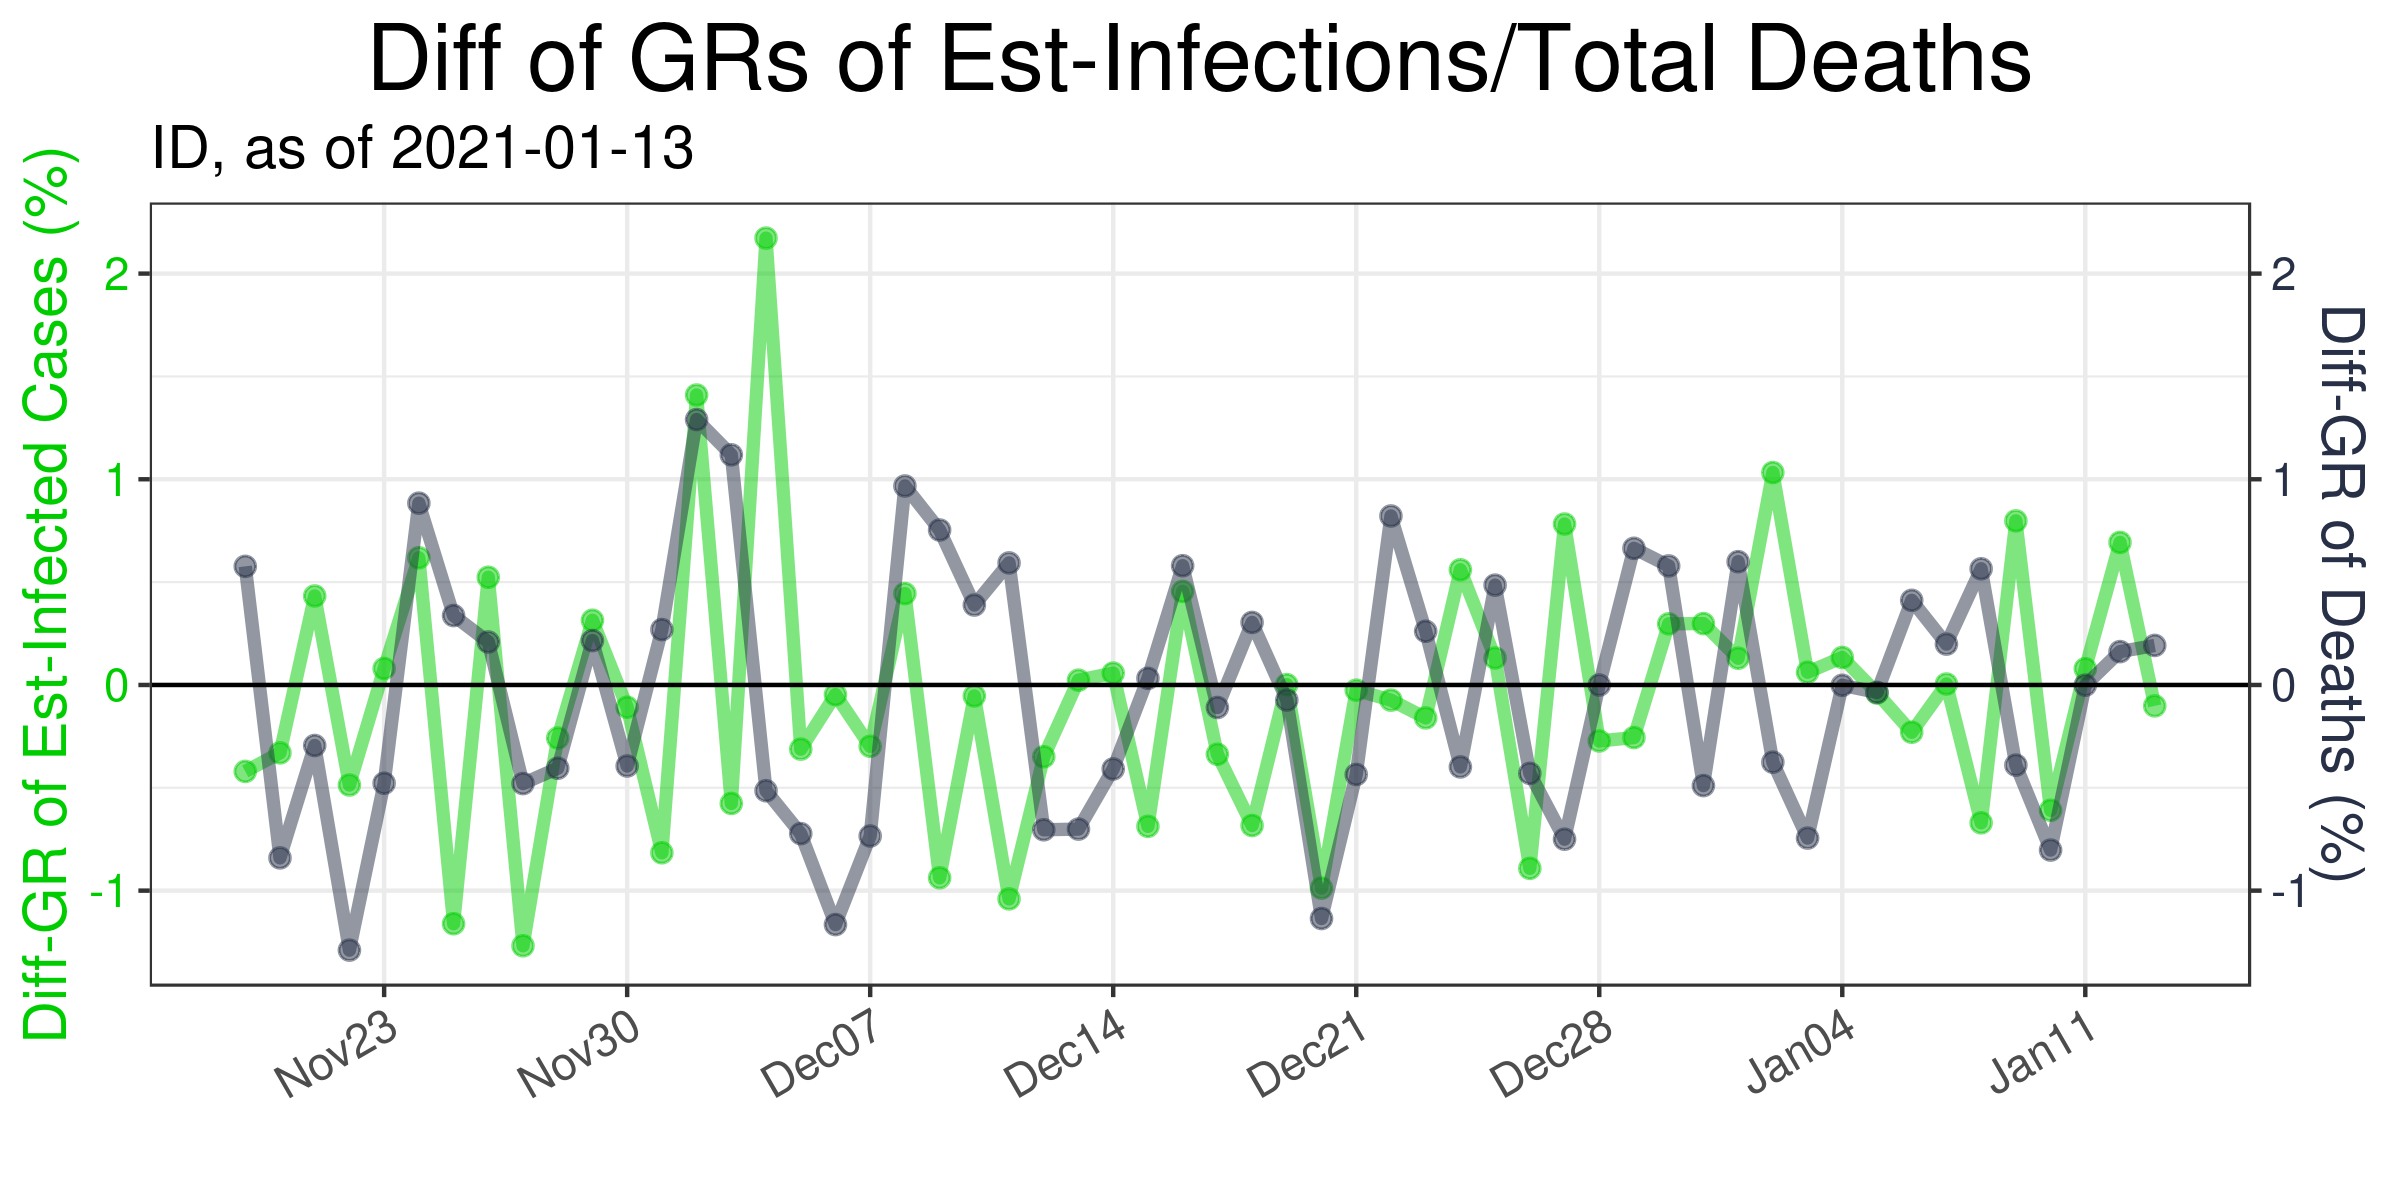 Diff of GRs of Est-Infections/Total Deaths
ID, as of 2021-01-13
Diff-GR of Est-Infected Cases (%)
2
1
0
-1
2
1
0
-1
Diff-GR of Deaths (%)
Nov23
Nov30
Dec07
Dec14
Dec21
Dec28
Jan04
Jan11